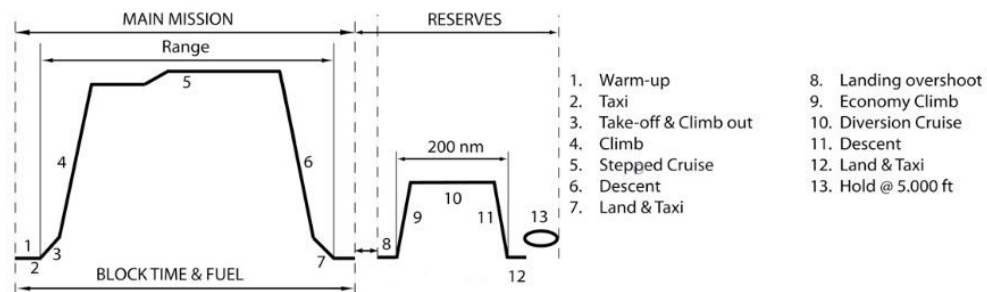 MAIN MISSION
RESERVES
Range
5
4
6
200 nm
10
9
11
13
1
2
3
7
8
12
BLOCK TIME & FUEL
1. Warm-up
2. Taxi
3. Take-off & Climb out
4. Climb
5. Stepped Cruise
6. Descent
7. Land & Taxi
8. Landing overshoot
9. Economy Climb
10. Diversion Cruise
11. Descent
12. Land & Taxi
13. Hold @ 5.000 ft